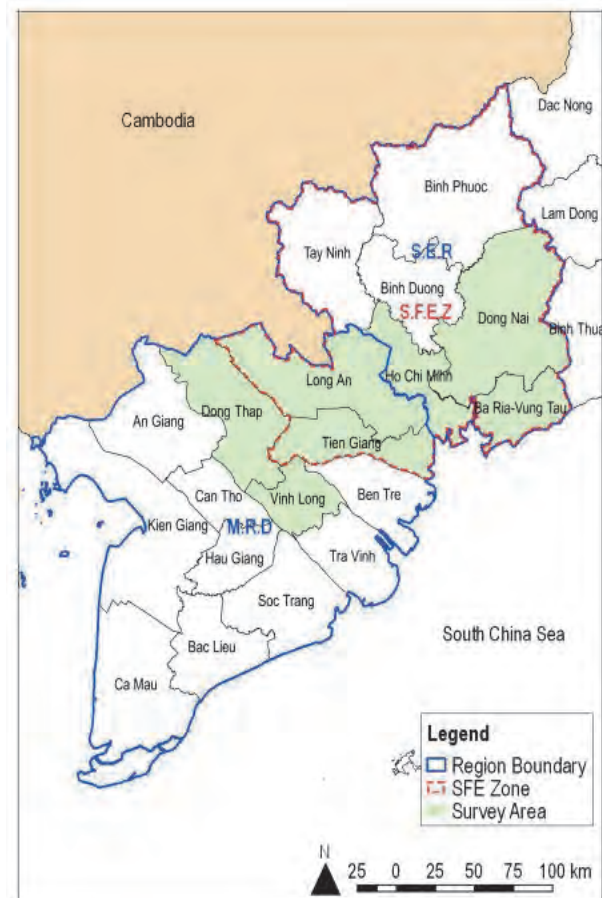 Cambodia
Dac Nong
Binh Phuoc
Lam Dong
Tay Ninh
S.E.R
Binh Duong
S.F.E.Z
Dong Nai
Binh Thua
Long An
Ho Chi Minh
Ba Ria-Vung Tau
An Giang
Dong Thap
Tien Giang
Can Tho
Vinh Long
Ben Tre
Kien Giang
M.R.D
Hau Giang
Tra Vinh
Soc Trang
Bac Lieu
South China Sea
Ca Mau
Legend
Region Boundary
SFE Zone
Survey Area
N
25 0 25 50 75 100 km